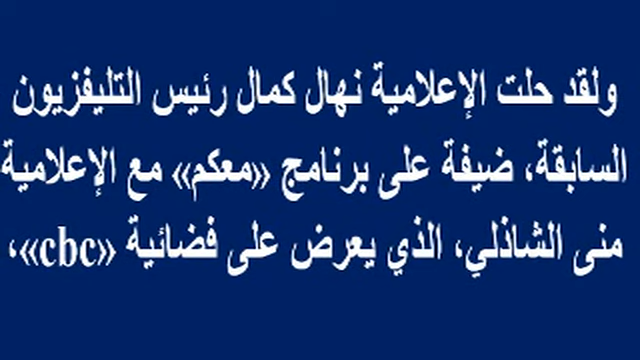 ولقد حلت الإعلامية نهال كمال رئيس التليفزيون
السابقة، ضيفة على برنامج «معكم» مع الإعلامية
منى الشاذلي، الذي يعرض على فضائية «cbc»،